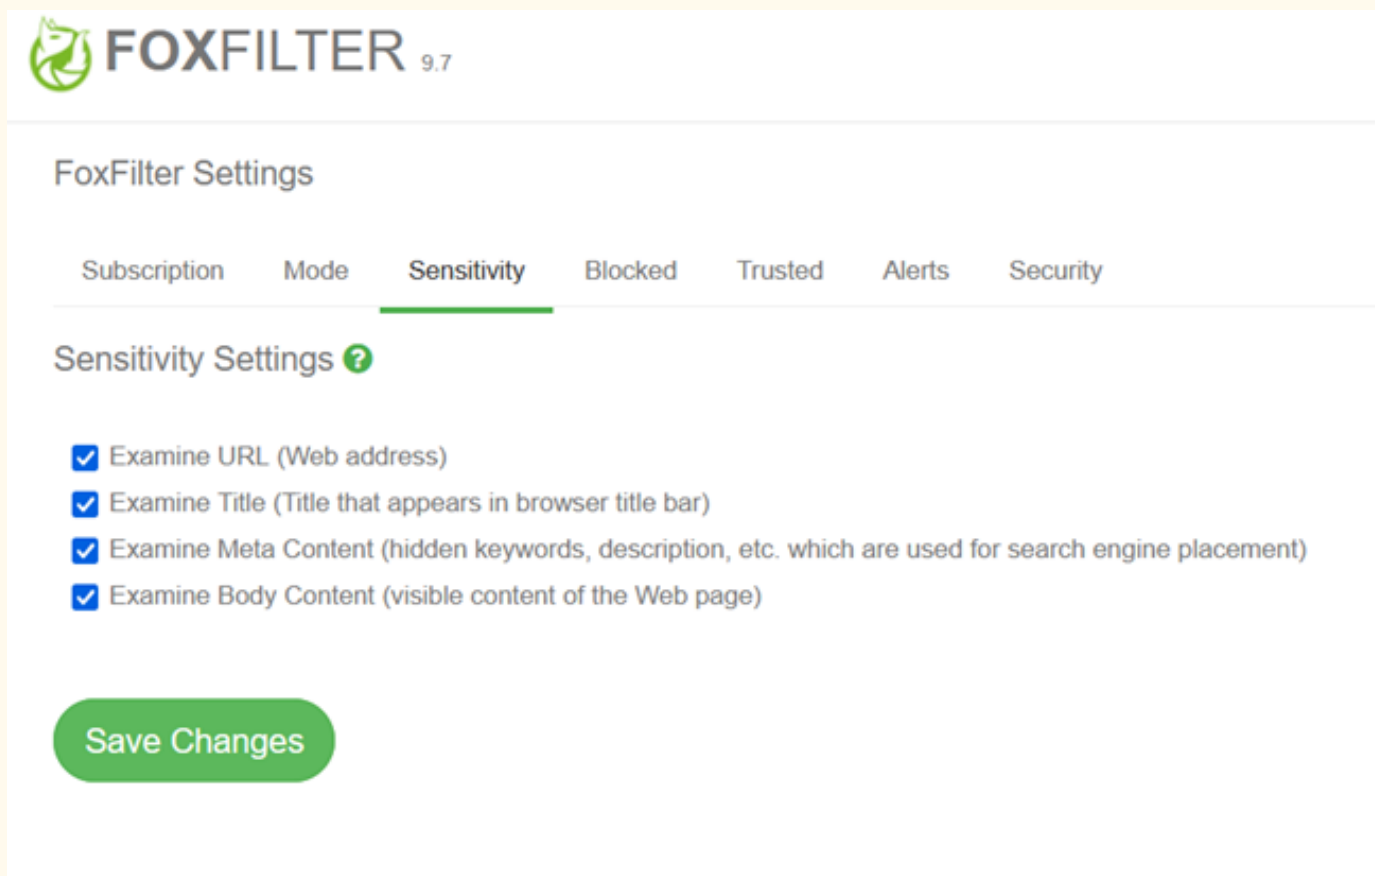 FOXFILTER 9.7
FoxFilter Settings
Subscription Mode Sensitivity Blocked Trusted Alerts Security
Sensitivity Settings ?
Examine URL (Web address)
Examine Title (Title that appears in browser title bar)
Examine Meta Content (hidden keywords, description, etc. which are used for search engine placement)
Examine Body Content (visible content of the Web page)
Save Changes